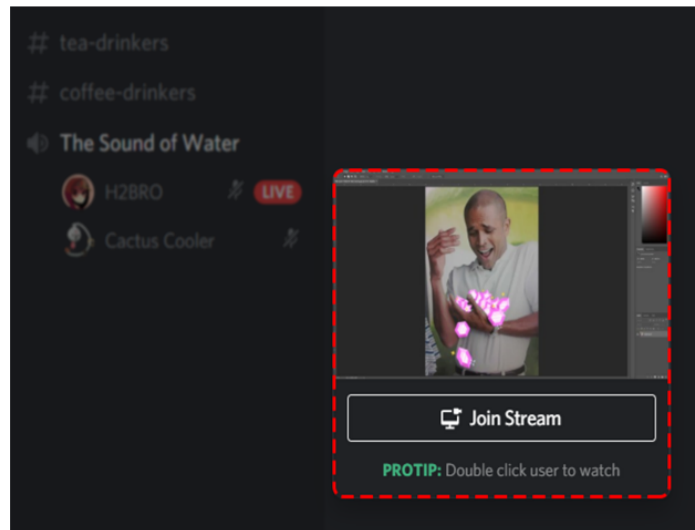 # tea-drinkers
# coffee-drinkers
The Sound of Water
H2BRO LIVE
Cactus Cooler
Join Stream
PROTIP: Double click user to watch